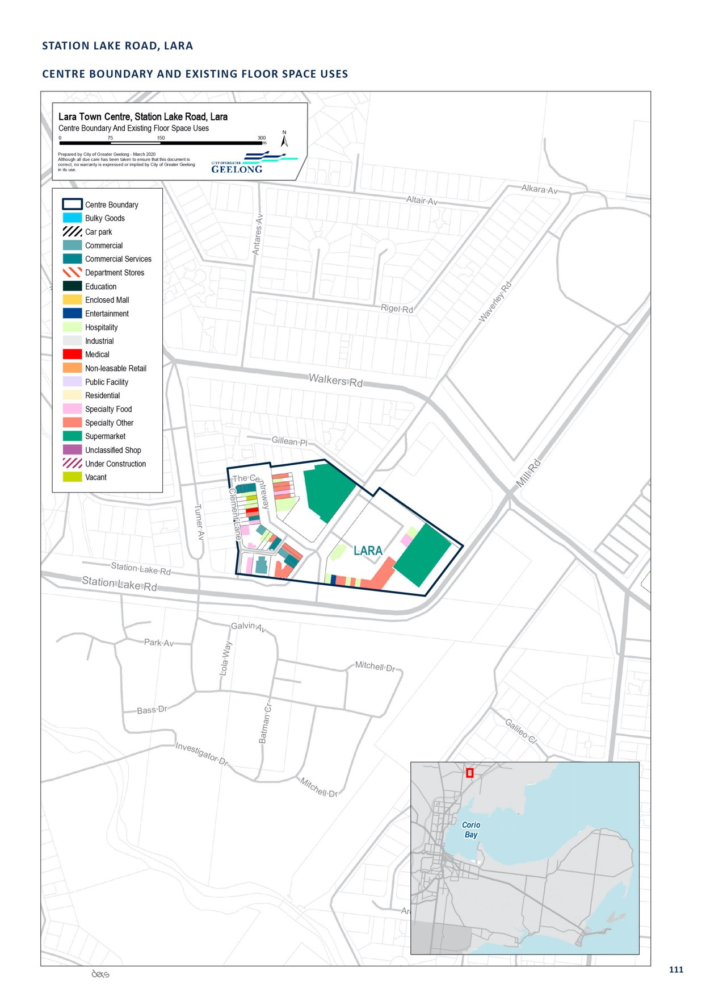 STATION LAKE ROAD, LARA
CENTRE BOUNDARY AND EXISTING FLOOR SPACE USES
Lara Town Centre, Station Lake Road, Lara
Centre Boundary And Existing Floor Space Uses
0 75 150 300
m
N
Prepared by City of Greater Geelong - March 2020
Although all due care has been taken to ensure that this document is
correct, no warranty is expressed or implied by City of Greater Geelong
in its use.
CITY OF GREATER
GEELONG
Centre Boundary
Bulky Goods
Car park
Commercial
Commercial Services
Department Stores
Education
Enclosed Mall
Entertainment
Hospitality
Industrial
Medical
Non-leasable Retail
Public Facility
Residential
Specialty Food
Specialty Other
Supermarket
Unclassified Shop
Under Construction
Vacant
Alkara Av
Altair Av
Antares Av
Waverley Rd
Rigel Rd
Walkers Rd
Gillean Pl
Mill Rd
The Centreway
Clement Lane
Turner Av
LARA
Station Lake Rd
Station Lake Rd
Galvin Av
Park Av
Lola Way
Mitchell Dr
Bass Dr
Batman Cr
Galileo Cl
Investigator Dr
Mitchell Dr
Corio
Bay
111